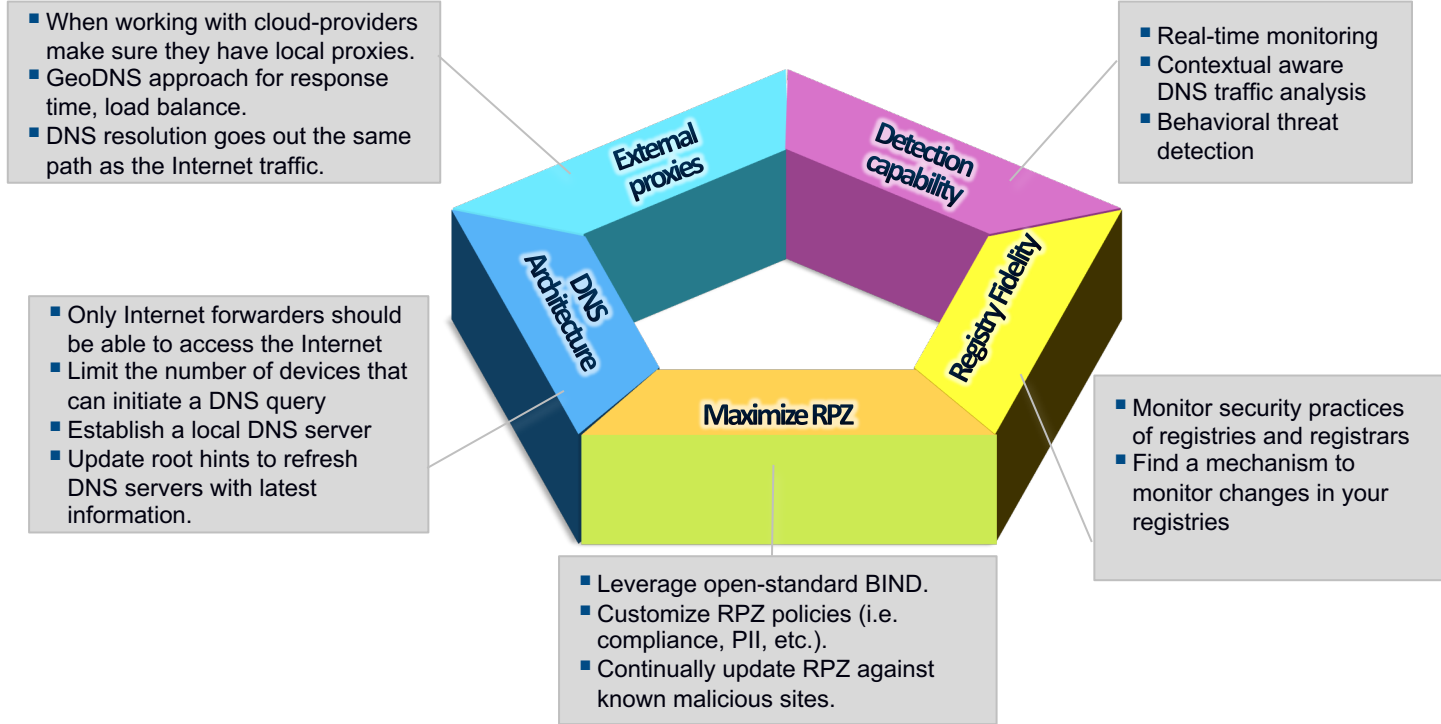 ▪ When working with cloud-providers
make sure they have local proxies.
▪ GeoDNS approach for response
time, load balance.
▪ DNS resolution goes out the same
path as the Internet traffic.
▪ Real-time monitoring
▪ Contextual aware
DNS traffic analysis
▪ Behavioral threat
detection
External
proxies
Detection
capability
DNS
Architecture
Registry Fidelity
Maximize RPZ
▪ Only Internet forwarders should
be able to access the Internet
▪ Limit the number of devices that
can initiate a DNS query
▪ Establish a local DNS server
▪ Update root hints to refresh
DNS servers with latest
information.
▪ Monitor security practices
of registries and registrars
▪ Find a mechanism to
monitor changes in your
registries
▪ Leverage open-standard BIND.
▪ Customize RPZ policies (i.e.
compliance, PII, etc.).
▪ Continually update RPZ against
known malicious sites.